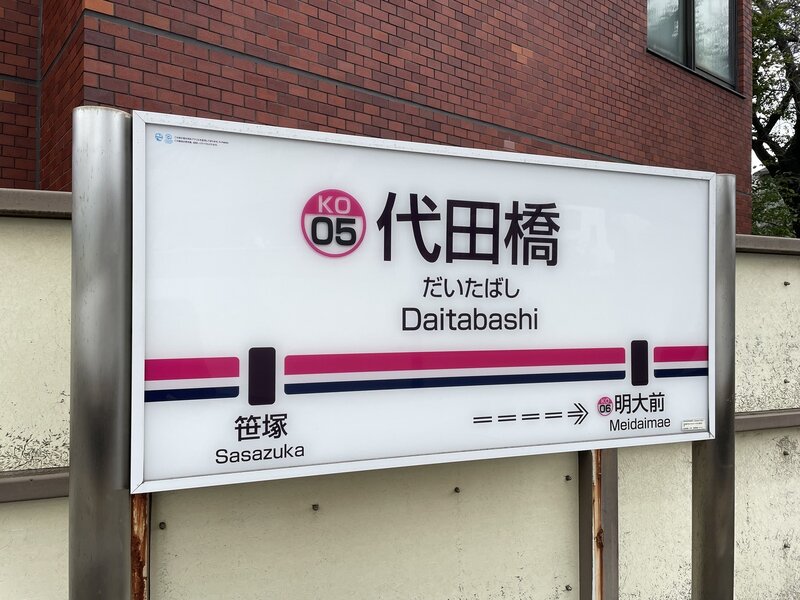 KO
05
代田橋
だいたばし
Daitabashi
笹塚
Sasazuka
KO
06
明大前
Meidaimae